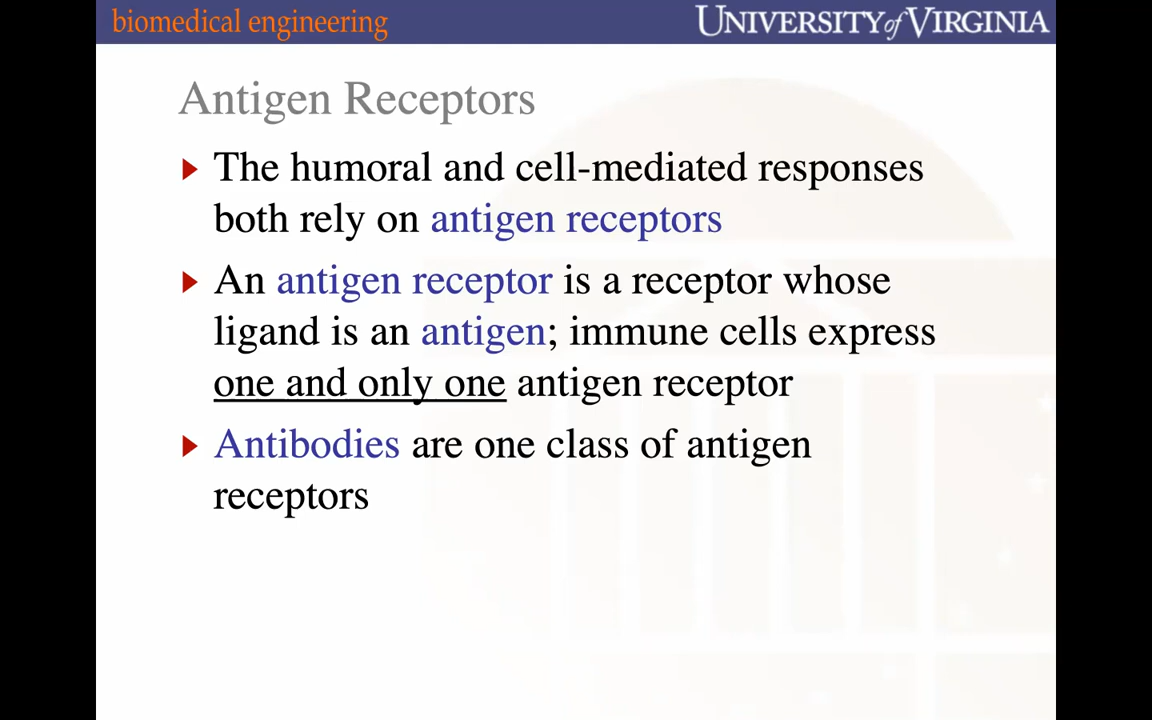 biomedical engineering
UNIVERSITY of VIRGINIA
Antigen Receptors
The humoral and cell-mediated responses
both rely on antigen receptors
An antigen receptor is a receptor whose
ligand is an antigen; immune cells express
one and only one antigen receptor
Antibodies are one class of antigen
receptors